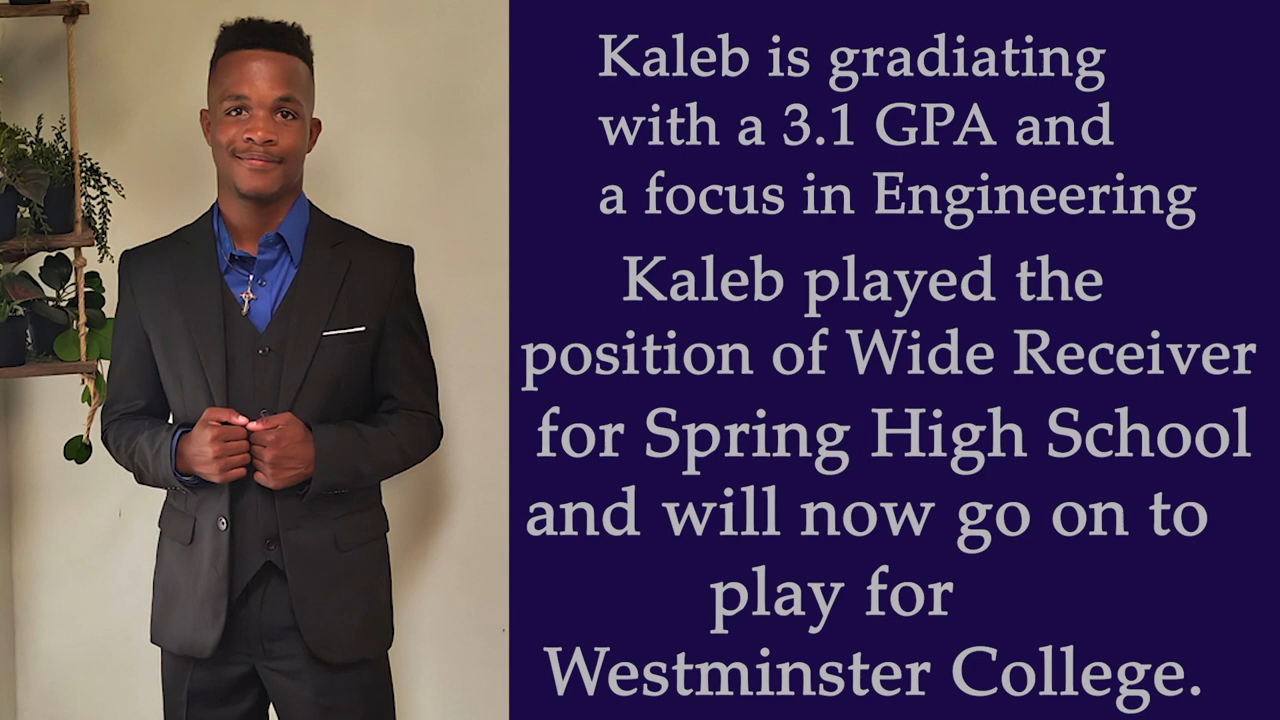 Kaleb is gradiating
with a 3.1 GPA and
a focus in Engineering
Kaleb played the
position of Wide Receiver
for Spring High School
and will now go on to
play for
Westminster College.